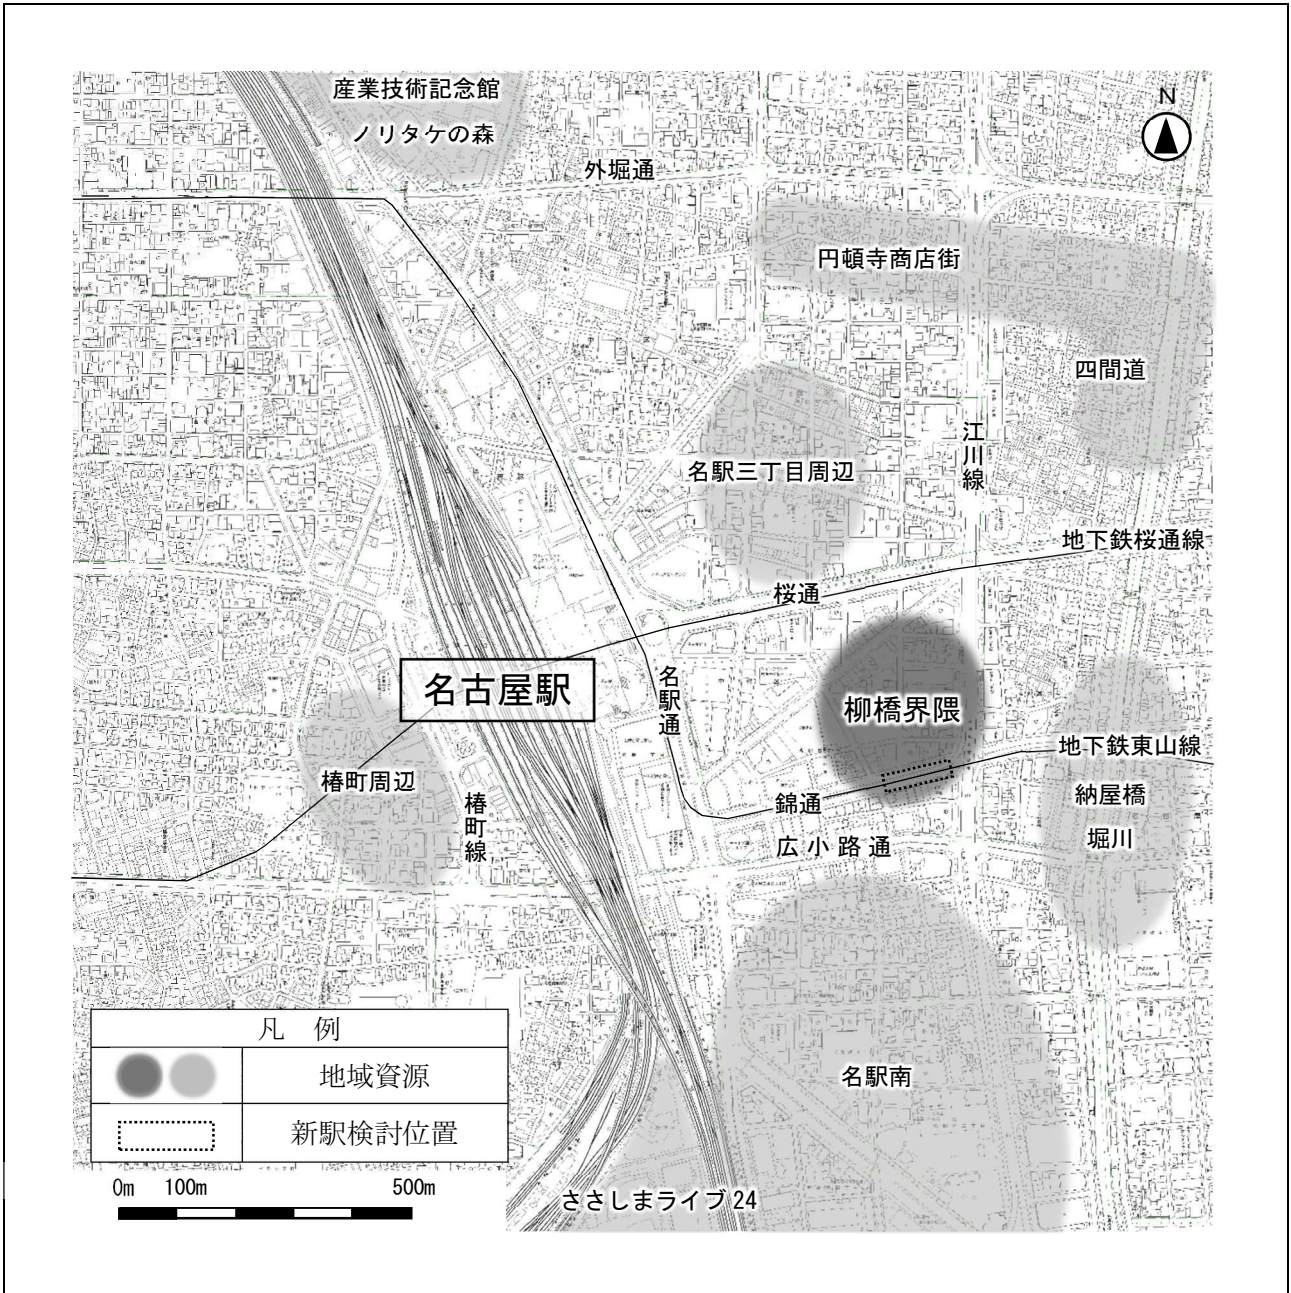 産業技術記念館
ノリタケの森
N
外堀通
円頓寺商店街
四間道
江川線
名駅三丁目周辺
地下鉄桜通線
桜通
名古屋駅
名駅通
柳橋界隈
地下鉄東山線
椿町周辺
椿町線
錦通
納屋橋
堀川
広小路通
名駅南
凡 例
地域資源
新駅検討位置
0m 100m 500m
ささしまライブ24